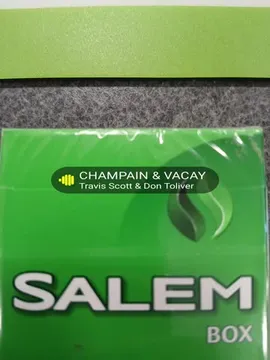 CHAMPAIN & VACAY
Travis Scott & Don Toliver
SALEM
BOX